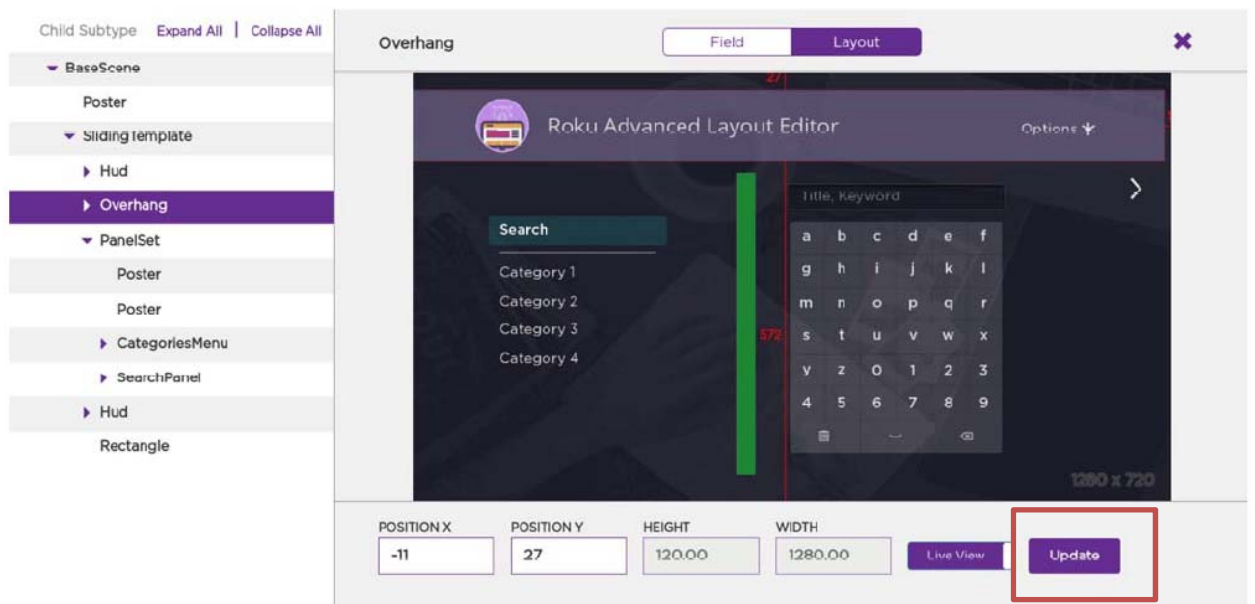 Child Subtype Expand All | Collapse All
BaseScene
Poster
SlidingTemplate
Hud
Overhang
PanelSet
Poster
Poster
CategoriesMenu
SearchPanel
Hud
Rectangle
Overhang
Field Layout
27
Roku Advanced Layout Editor
Options
Title, Keyword
Search
Category 1
Category 2
Category 3
Category 4
572
a b c d e f
g h i j k l
m n o p q r
s t u v w x
y z 0 1 2 3
4 5 6 7 8 9
1280 x 720
POSITION X POSITION Y HEIGHT WIDTH
-11 27 120.00 1280.00 Live View Update